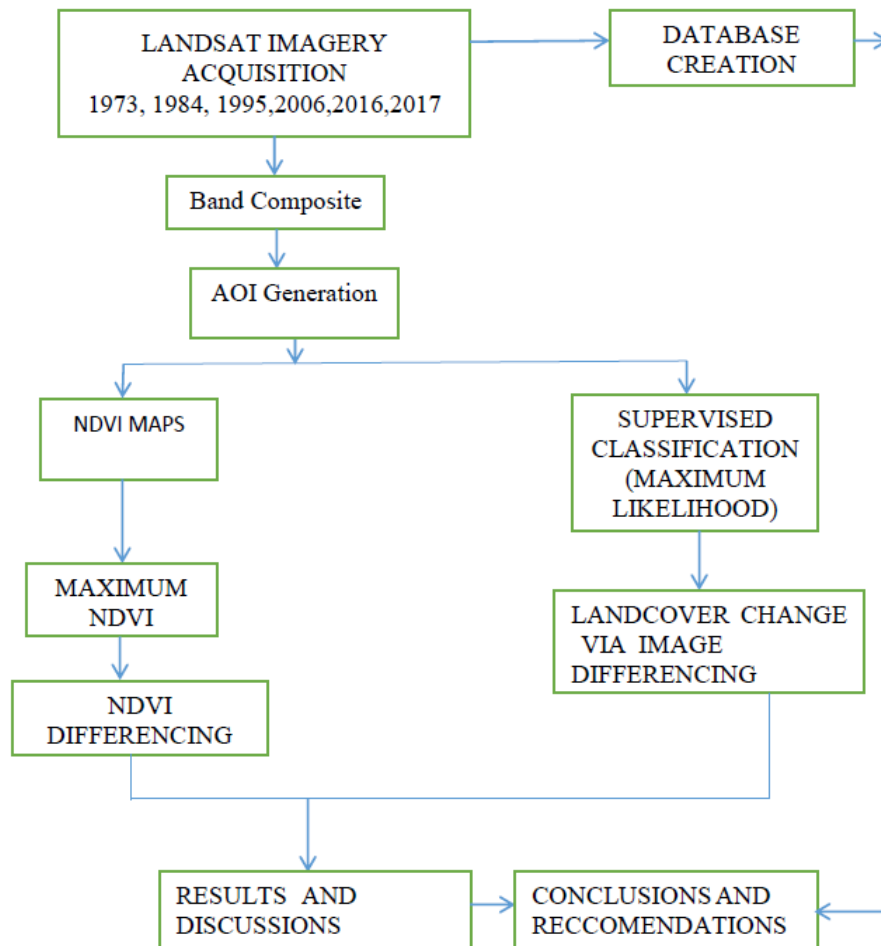 LANDSAT IMAGERY
ACQUISITION
1973, 1984, 1995,2006,2016,2017
DATABASE
CREATION
Band Composite
AOI Generation
NDVI MAPS
SUPERVISED
CLASSIFICATION
(MAXIMUM
LIKELIHOOD)
MAXIMUM
NDVI
LANDCOVER CHANGE
VIA IMAGE
DIFFERENCING
NDVI
DIFFERENCING
RESULTS AND
DISCUSSIONS
CONCLUSIONS AND
RECCOMENDATIONS